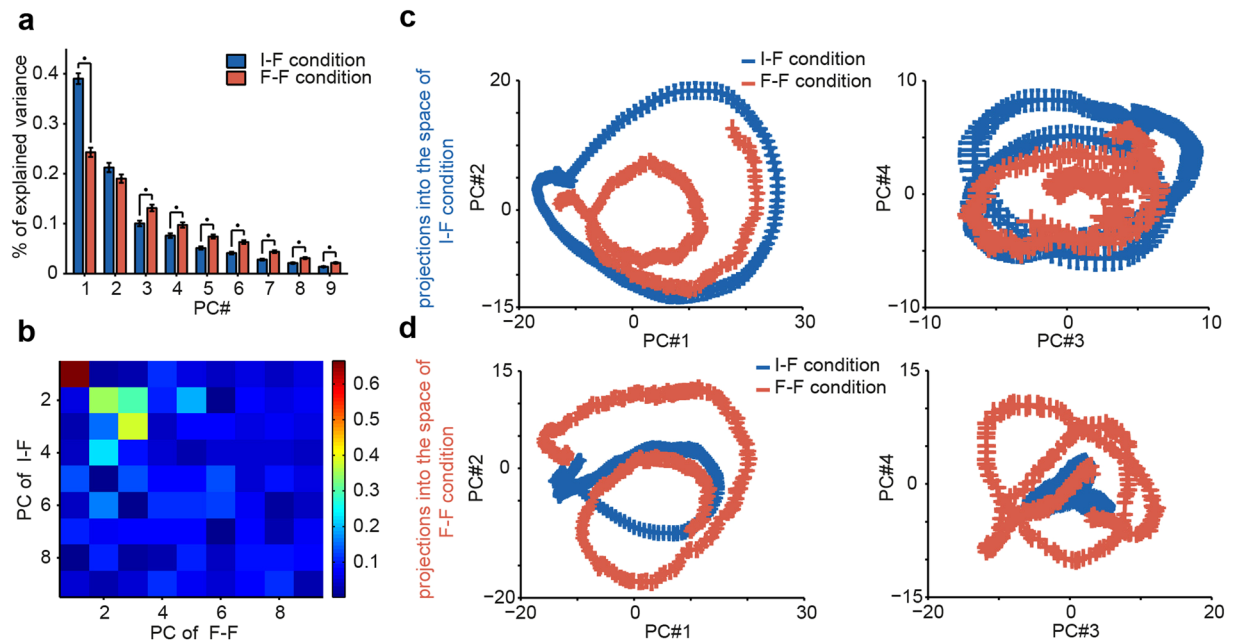 a
% of explained variance
0.4
0.3
0.2
0.1
0
I-F condition
F-F condition
1 2 3 4 5 6 7 8 9
PC#
b
PC of I-F
2
4
6
8
2 4 6 8
PC of F-F
0.6
0.5
0.4
0.3
0.2
0.1
c
projections into the space of
I-F condition
I-F condition
F-F condition
PC#2
20
0
−15
−20 0 30
PC#1
PC#4
10
0
−10
−10 0 10
PC#3
d
projections into the space of
F-F condition
I-F condition
F-F condition
PC#2
15
0
−20
−20 0 30
PC#1
PC#4
15
0
−15
−20 0 20
PC#3